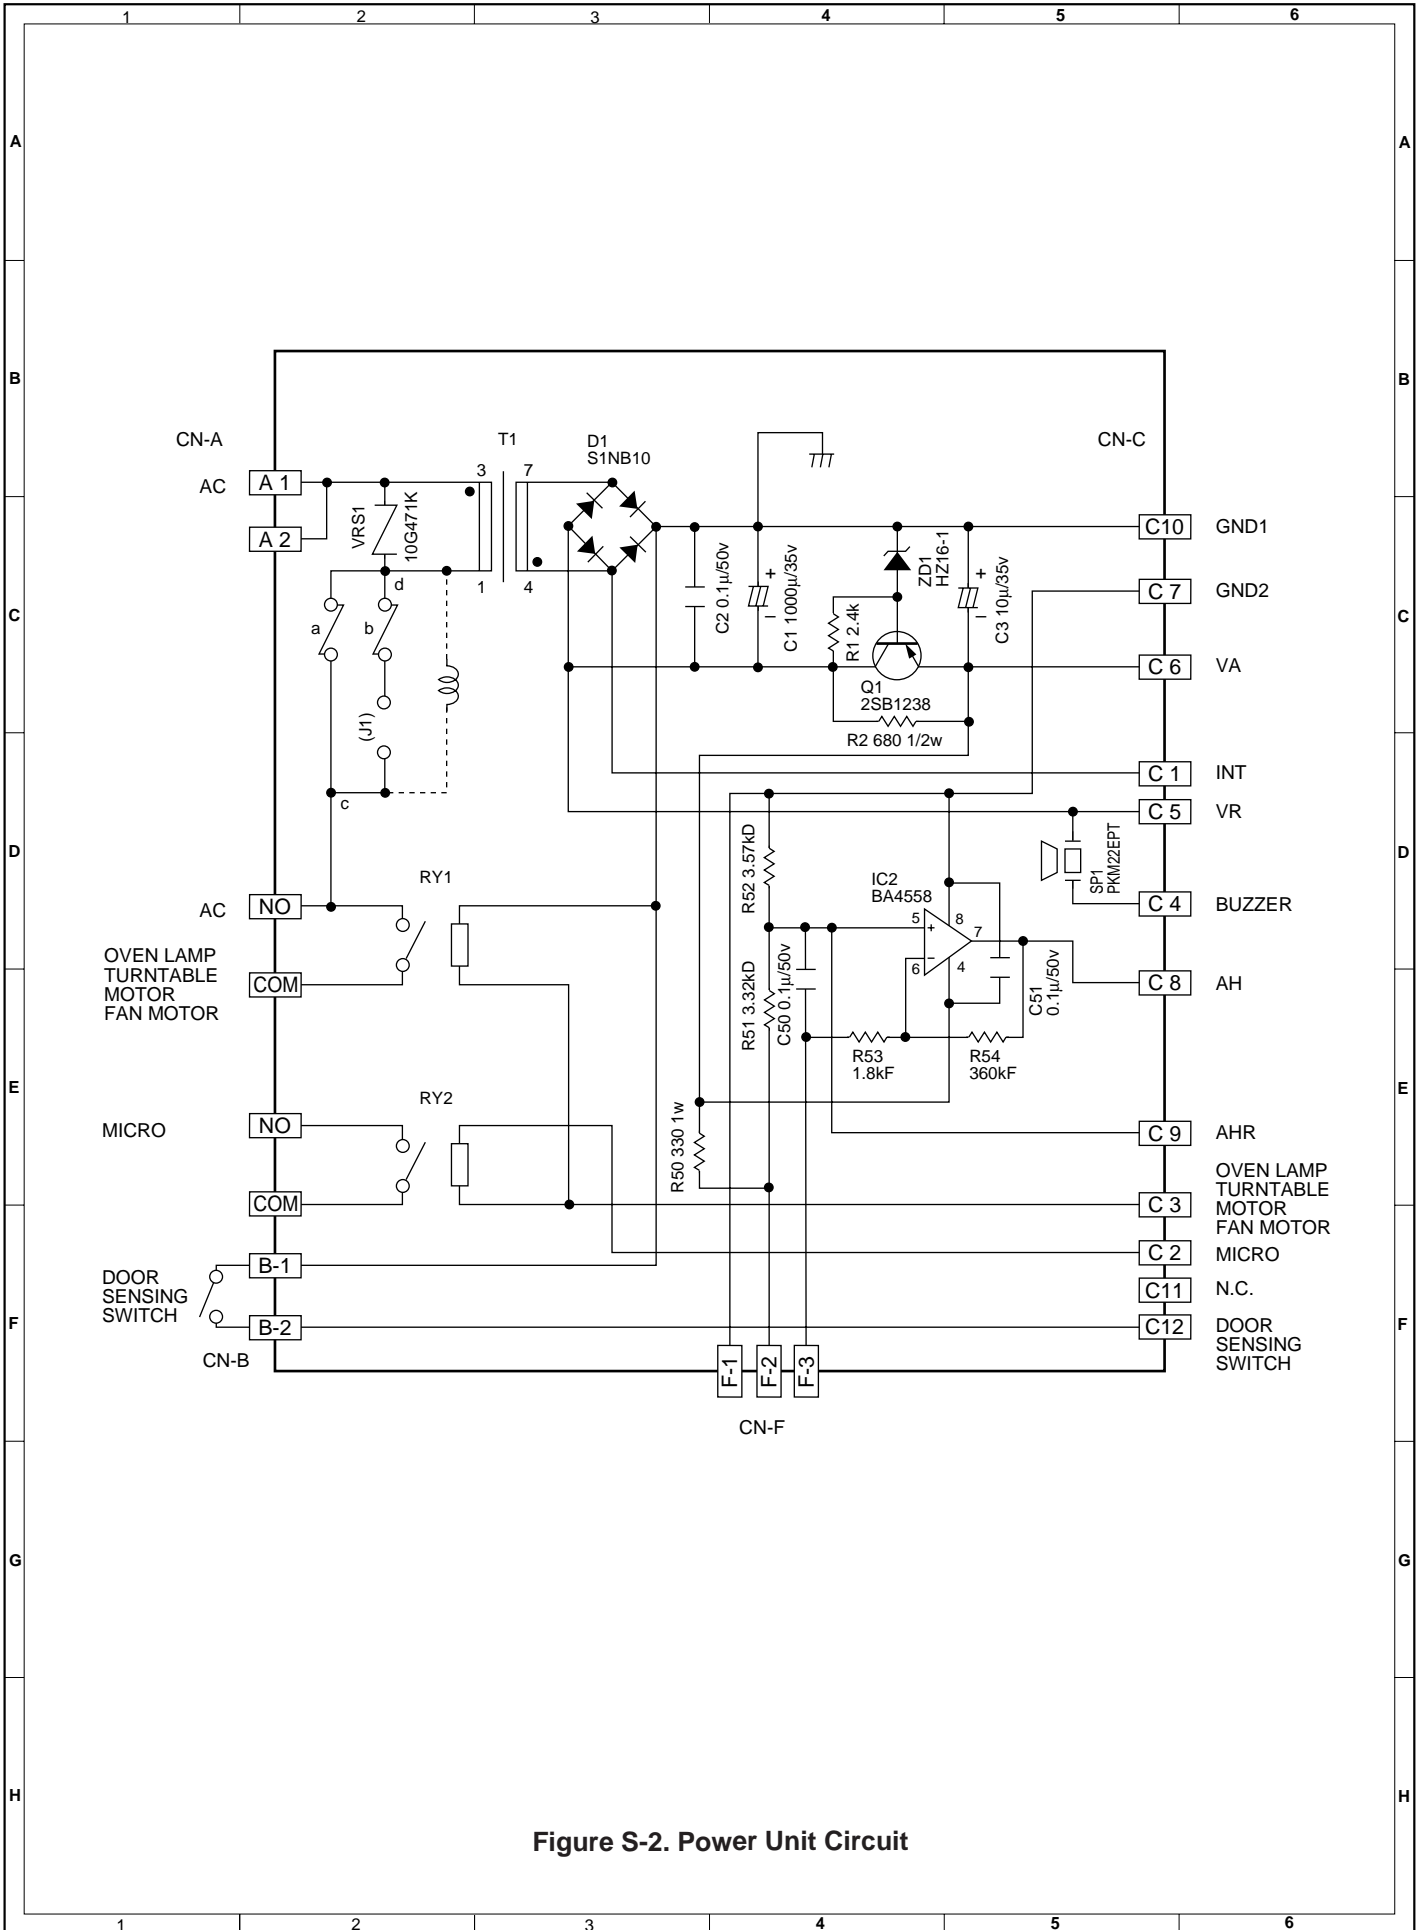 1 2 3 4 5 6
A A
B B
C C
D D
E E
F F
G G
H H
CN-A
T1
D1
S1NB10
CN-C
AC
A 1
A 2
VRS1
10G471K
3 7
1 4
d
a
b
(J1)
c
C2 0.1µ/50v
C1 1000µ/35v
+
–
R1 2.4k
ZD1
HZ16-1
+
–
C3 10µ/35v
Q1
2SB1238
R2 680 1/2w
C10 GND1
C 7 GND2
C 6 VA
C 1 INT
C 5 VR
SP1
PKM22EPT
C 4 BUZZER
C 8 AH
C 9 AHR
OVEN LAMP
TURNTABLE
MOTOR
FAN MOTOR
C 3
C 2 MICRO
C11 N.C.
C12 DOOR
SENSING
SWITCH
R52 3.57kD
IC2
BA4558
5
+
8
7
6
–
4
R51 3.32kD
C50 0.1µ/50v
C51
0.1µ/50v
R53
1.8kF
R54
360kF
R50 330 1w
AC
NO
RY1
OVEN LAMP
TURNTABLE
MOTOR
FAN MOTOR
COM
MICRO
NO
RY2
COM
DOOR
SENSING
SWITCH
B-1
B-2
CN-B
F-1
F-2
F-3
CN-F
Figure S-2. Power Unit Circuit
1 2 3 4 5 6